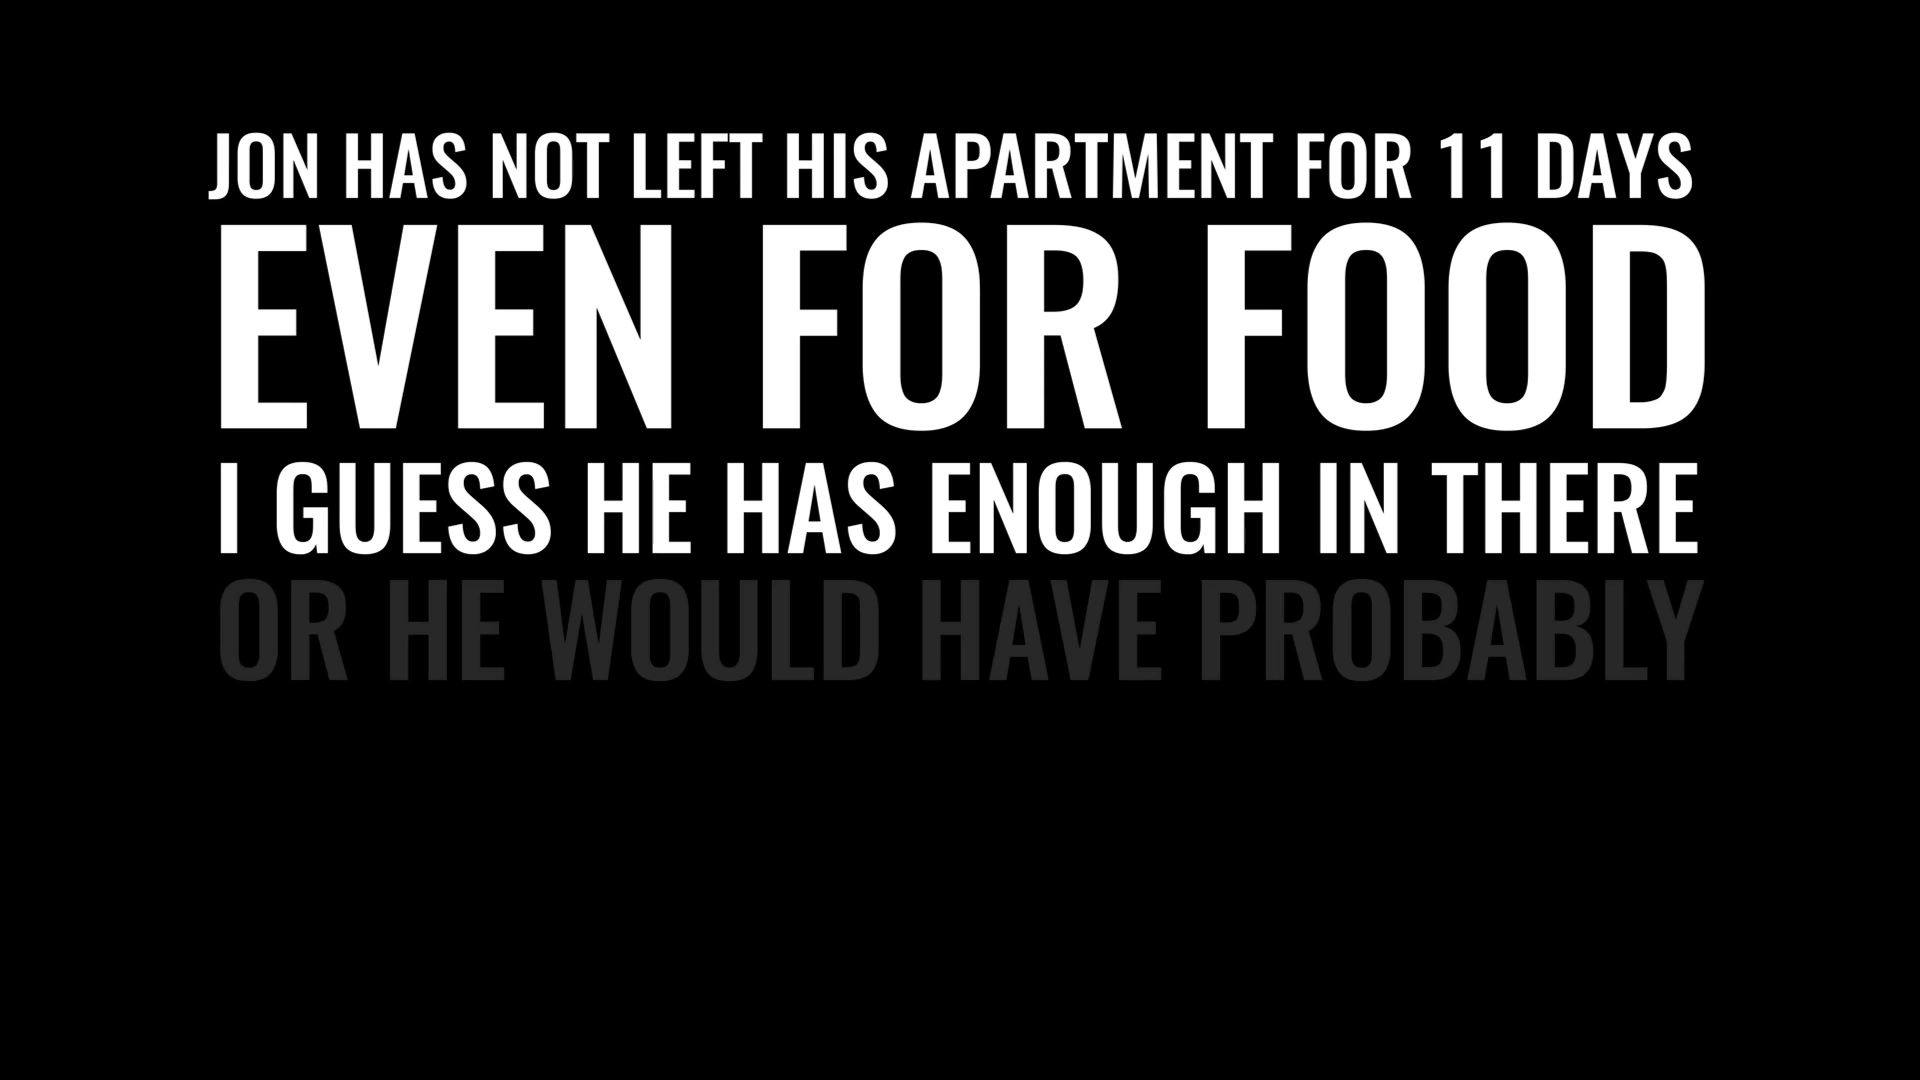 JON HAS NOT LEFT HIS APARTMENT FOR 11 DAYS
EVEN FOR FOOD
I GUESS HE HAS ENOUGH IN THERE
OR HE WOULD HAVE PROBABLY